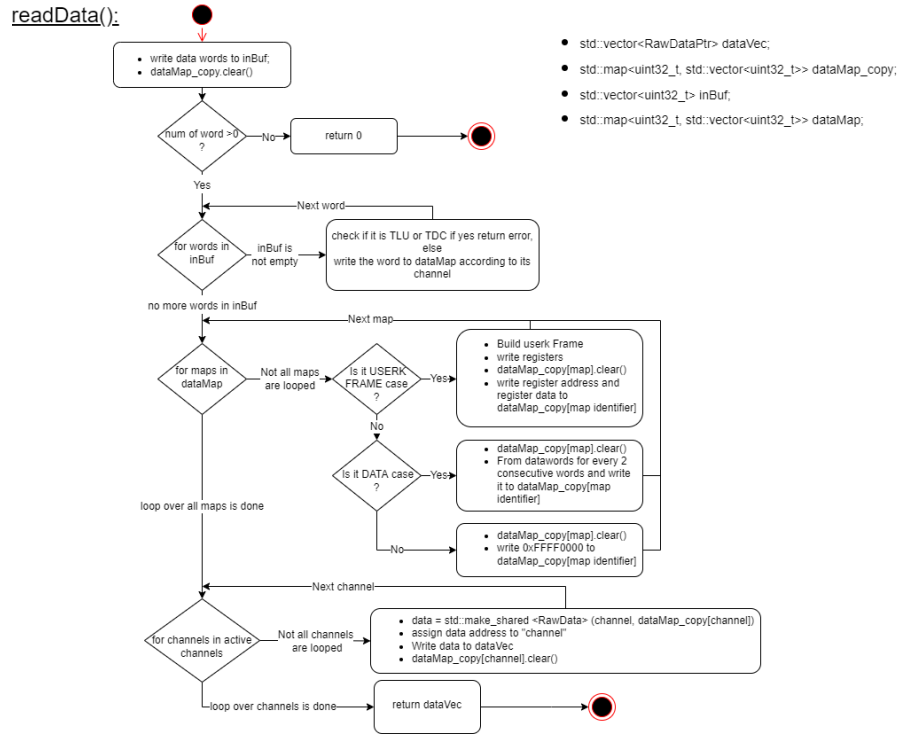 readData():
std::vector<RawDataPtr> dataVec;
std::map<uint32_t, std::vector<uint32_t>> dataMap_copy;
std::vector<uint32_t> inBuf;
std::map<uint32_t, std::vector<uint32_t>> dataMap;
write data words to inBuf;
dataMap_copy.clear()
num of word >0
?
No
return 0
Yes
Next word
for words in
inBuf
inBuf is
not empty
check if it is TLU or TDC if yes return error,
else
write the word to dataMap according to its
channel
no more words in inBuf
Next map
for maps in
dataMap
Not all maps
are looped
Is it USERK
FRAME case
?
Yes
Build userk Frame
write registers
dataMap_copy[map].clear()
write register address and
register data to
dataMap_copy[map identifier]
No
Is it DATA case
?
Yes
dataMap_copy[map].clear()
From datawords for every 2
consecutive words and write
it to dataMap_copy[map
identifier]
loop over all maps is done
No
dataMap_copy[map].clear()
write 0xFFFF0000 to
dataMap_copy[map identifier]
Next channel
for channels in active
channels
Not all channels
are looped
data = std::make_shared <RawData> (channel, dataMap_copy[channel])
assign data address to "channel"
Write data to dataVec
dataMap_copy[channel].clear()
loop over channels is done
return dataVec